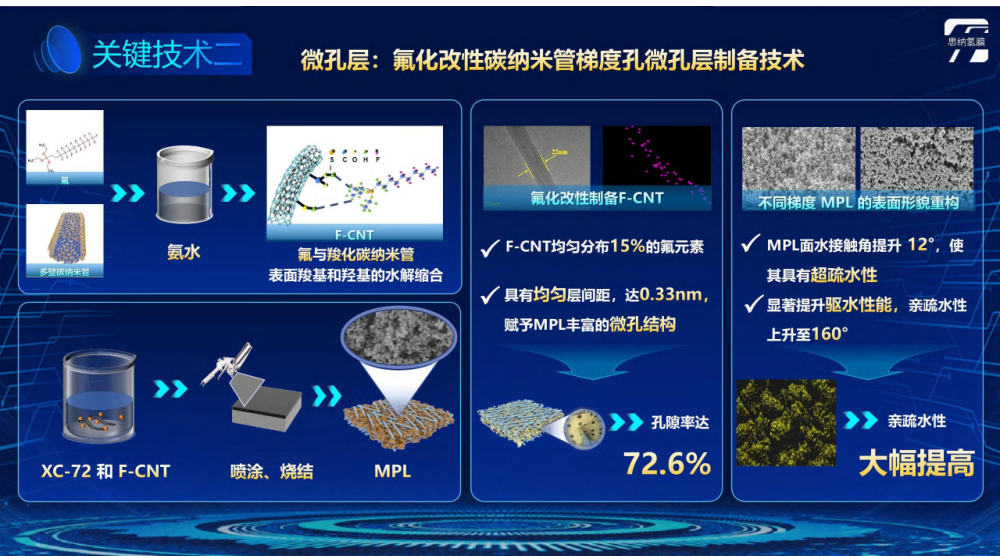 关键技术二
微孔层：氟化改性碳纳米管梯度孔微孔层制备技术
思纳氢膜
氟
多壁碳纳米管
氨水
S C O H F
F-CNT
氟与羧化碳纳米管
表面羧基和羟基的水解缩合
XC-72 和 F-CNT
喷涂、烧结
MPL
22nm
氟化改性制备F-CNT
F-CNT均匀分布15%的氟元素
具有均匀层间距，达0.33nm，
赋予MPL丰富的微孔结构
孔隙率达
72.6%
不同梯度 MPL 的表面形貌重构
MPL面水接触角提升 12°，使
其具有超疏水性
显著提升驱水性能，亲疏水性
上升至160°
亲疏水性
大幅提高